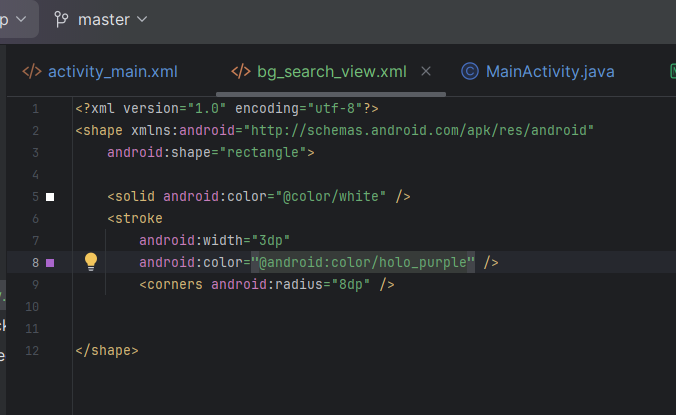 p
master
activity_main.xml
bg_search_view.xml
MainActivity.java
1 <?xml version="1.0" encoding="utf-8"?>
2 <shape xmlns:android="http://schemas.android.com/apk/res/android"
3     android:shape="rectangle">
4
5     <solid android:color="@color/white" />
6     <stroke
7         android:width="3dp"
8         android:color="@android:color/holo_purple" />
9         <corners android:radius="8dp" />
10
11
12 </shape>